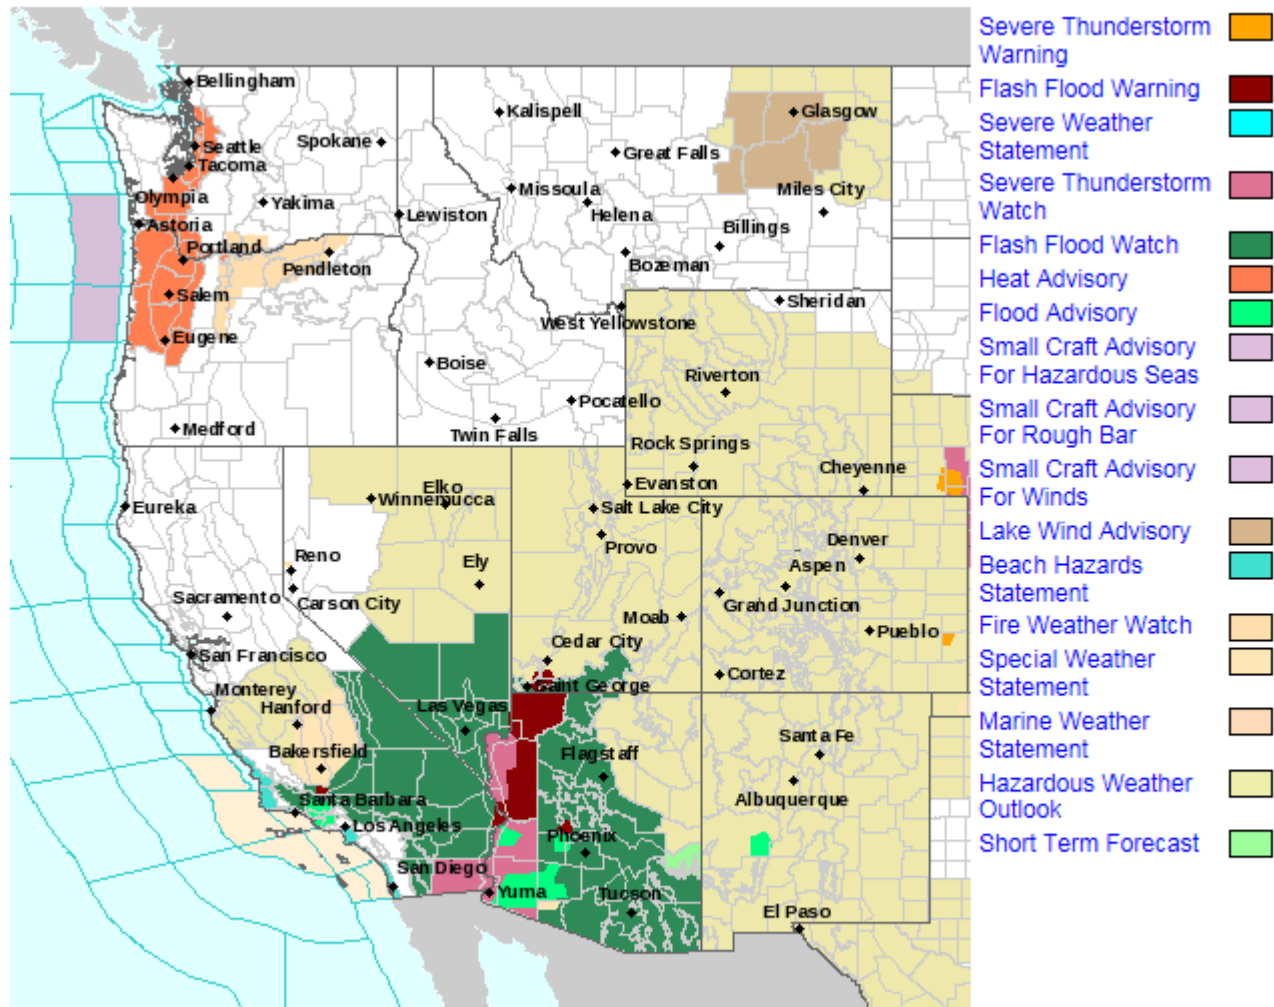 Bellingham
Seattle
Tacoma
Olympia
Spokane
Yakima
Astoria
Portland
Pendleton
Lewiston
Salem
Eugene
Medford
Kalispell
Great Falls
Glasgow
Missoula
Helena
Miles City
Billings
Bozeman
West Yellowstone
Sheridan
Boise
Pocatello
Twin Falls
Riverton
Rock Springs
Cheyenne
Evanston
Eureka
Elko
Winnemucca
Salt Lake City
Provo
Reno
Ely
Denver
Aspen
Sacramento
Carson City
Moab
Grand Junction
Pueblo
San Francisco
Cedar City
Cortez
Monterey
Hanford
Las Vegas
Saint George
Bakersfield
Flagstaff
Santa Fe
Albuquerque
Santa Barbara
Los Angeles
Phoenix
San Diego
Yuma
Tucson
El Paso
Severe Thunderstorm
Warning
Flash Flood Warning
Severe Weather
Statement
Severe Thunderstorm
Watch
Flash Flood Watch
Heat Advisory
Flood Advisory
Small Craft Advisory
For Hazardous Seas
Small Craft Advisory
For Rough Bar
Small Craft Advisory
For Winds
Lake Wind Advisory
Beach Hazards
Statement
Fire Weather Watch
Special Weather
Statement
Marine Weather
Statement
Hazardous Weather
Outlook
Short Term Forecast